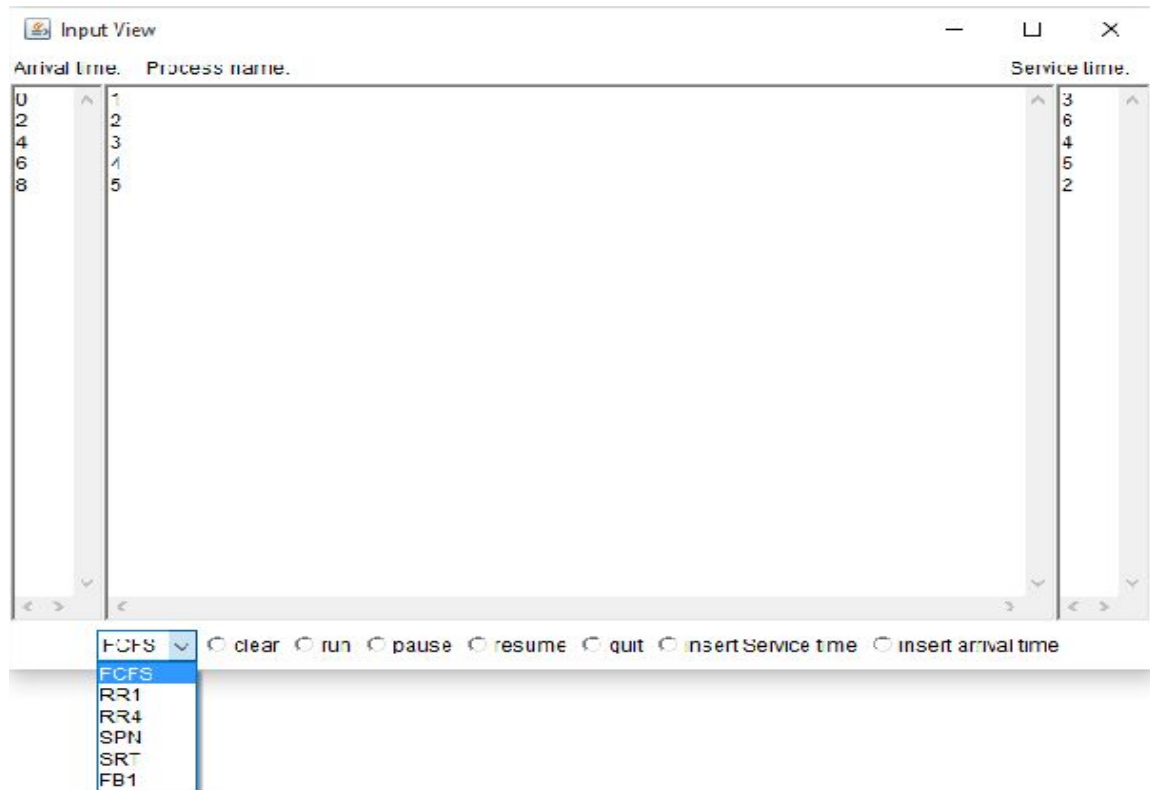 Input View
Arrival time. Process name. Service time.
0 1 3
2 2 6
4 3 4
6 4 5
8 5 2
FCFS clear run pause resume quit insert Service time insert arrival time
FCFS
RR1
RR4
SPN
SRT
FB1